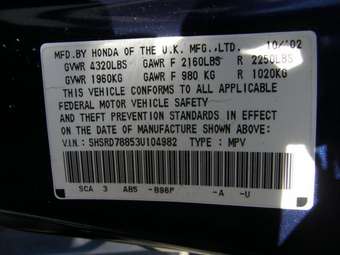 MFD.BY HONDA OF THE U.K. MFG.,LTD. 10/02
GVWR 4320LBS GAWR F 2160LBS R 2250LBS
GVWR 1960KG GAWR F 980 KG R 1020KG
THIS VEHICLE CONFORMS TO ALL APPLICABLE
FEDERAL MOTOR VEHICLE SAFETY
AND THEFT PREVENTION STANDARDS IN EFFECT
ON THE DATE OF MANUFACTURE SHOWN ABOVE:
V.I.N.: SHSRD78853U104982 TYPE: MPV
SCA 3 AB5 -B96P -A -U